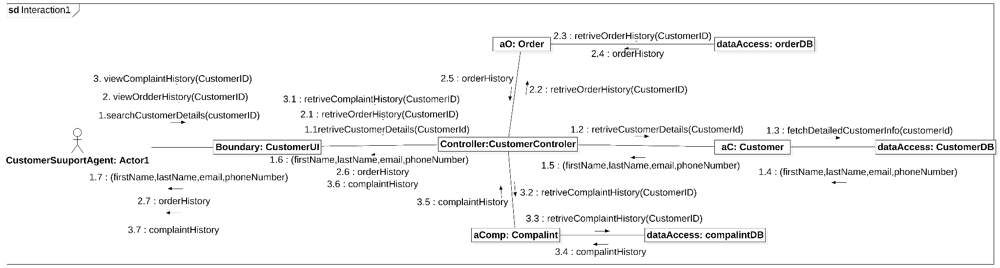 sd Interaction1
2.3 : retriveOrderHistory(CustomerID)
aO: Order
dataAccess: orderDB
2.4 : orderHistory
3. viewComplaintHistory(CustomerID)
2.5 : orderHistory
2.2 : retriveOrderHistory(CustomerID)
2. viewOrdderHistory(CustomerID)
3.1 : retriveComplaintHistory(CustomerID)
1.searchCustomerDetails(customerID)
2.1 : retriveOrderHistory(CustomerID)
1.1retriveCustomerDetails(CustomerId)
1.2 : retriveCustomerDetails(CustomerId)
1.3 : fetchDetailedCustomerInfo(customerId)
Boundary: CustomerUI
Controller:CustomerControler
aC: Customer
dataAccess: CustomerDB
CustomerSuuportAgent: Actor1
1.6 : (firstName,lastName,email,phoneNumber)
1.5 : (firstName,lastName,email,phoneNumber)
1.4 : (firstName,lastName,email,phoneNumber)
2.6 : orderHistory
1.7 : (firstName,lastName,email,phoneNumber)
3.6 : complaintHistory
3.2 : retriveComplaintHistory(CustomerID)
2.7 : orderHistory
3.5 : complaintHistory
3.3 : retriveComplaintHistory(CustomerID)
3.7 : complaintHistory
aComp: Compalint
dataAccess: compalintDB
3.4 : compalintHistory